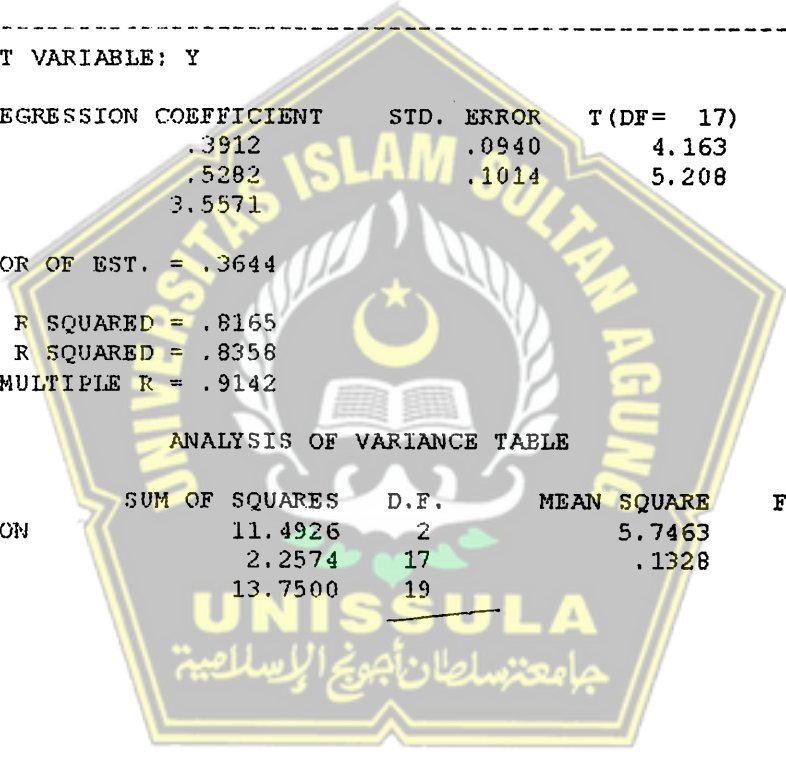 T VARIABLE: Y
EGRESSION COEFFICIENT STD. ERROR T(DF= 17)
.3912 .0940 4.163
.5282 .1014 5.208
3.5571
OR OF EST. = .3644
R SQUARED = .8165
R SQUARED = .8358
MULTIPLE R = .9142
ANALYSIS OF VARIANCE TABLE
SUM OF SQUARES D.F. MEAN SQUARE F
ON 11.4926 2 5.7463
2.2574 17 .1328
13.7500 19
UNIVERSITAS ISLAM SULTAN AGUNG
UNISSULA
جامعة سلطان أجونج الإسلامية